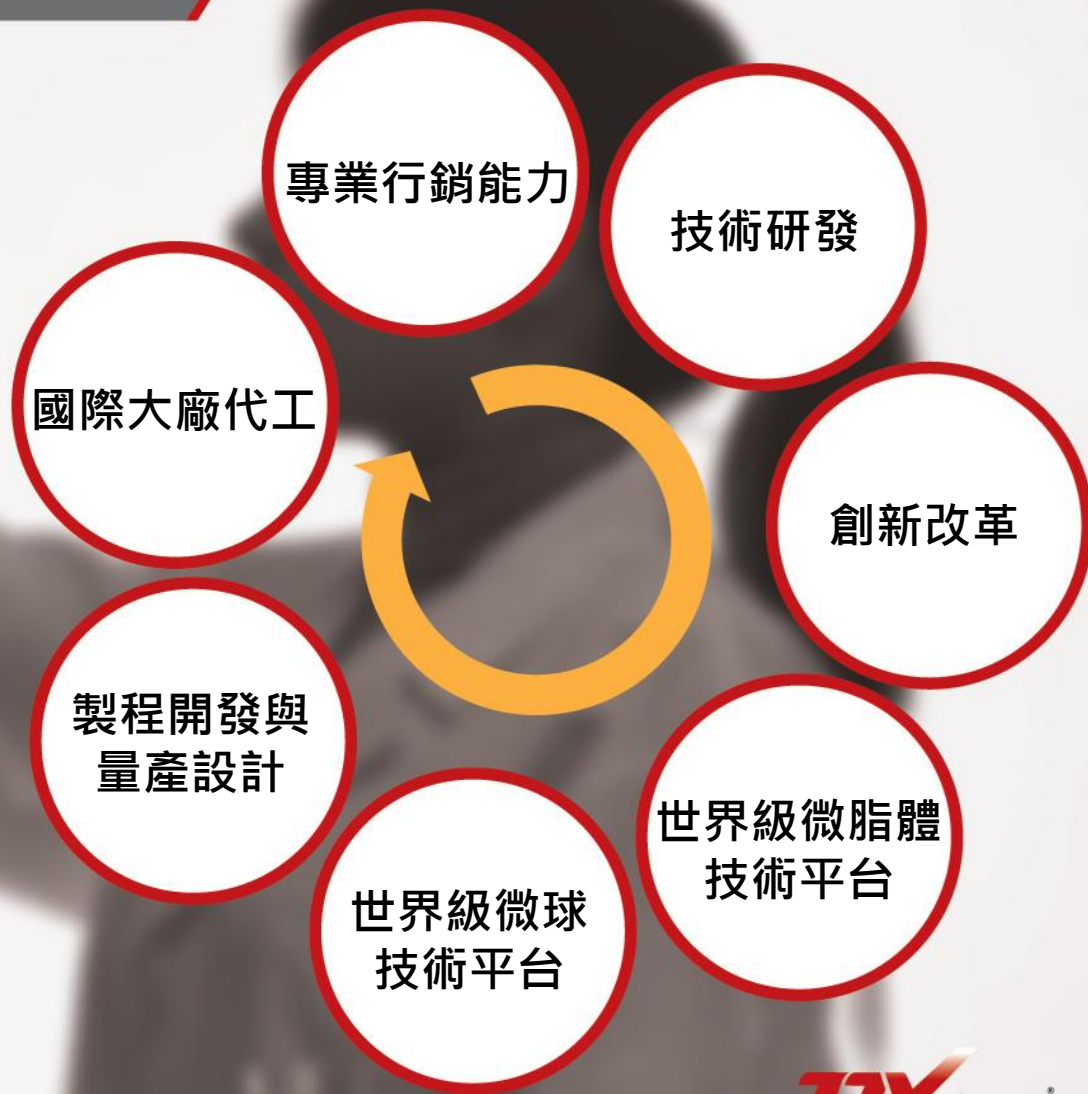 專業行銷能力
技術研發
創新改革
世界級微脂體
技術平台
世界級微球
技術平台
製程開發與
量產設計
國際大廠代工